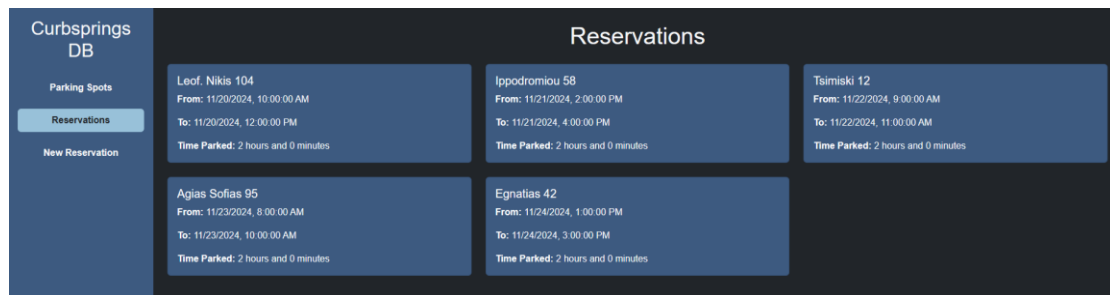 Curbsprings
DB
Parking Spots
Reservations
New Reservation
Reservations
Leof. Nikis 104
From: 11/20/2024, 10:00:00 AM
To: 11/20/2024, 12:00:00 PM
Time Parked: 2 hours and 0 minutes
Ippodromiou 58
From: 11/21/2024, 2:00:00 PM
To: 11/21/2024, 4:00:00 PM
Time Parked: 2 hours and 0 minutes
Tsimiski 12
From: 11/22/2024, 9:00:00 AM
To: 11/22/2024, 11:00:00 AM
Time Parked: 2 hours and 0 minutes
Agias Sofias 95
From: 11/23/2024, 8:00:00 AM
To: 11/23/2024, 10:00:00 AM
Time Parked: 2 hours and 0 minutes
Egnatias 42
From: 11/24/2024, 1:00:00 PM
To: 11/24/2024, 3:00:00 PM
Time Parked: 2 hours and 0 minutes